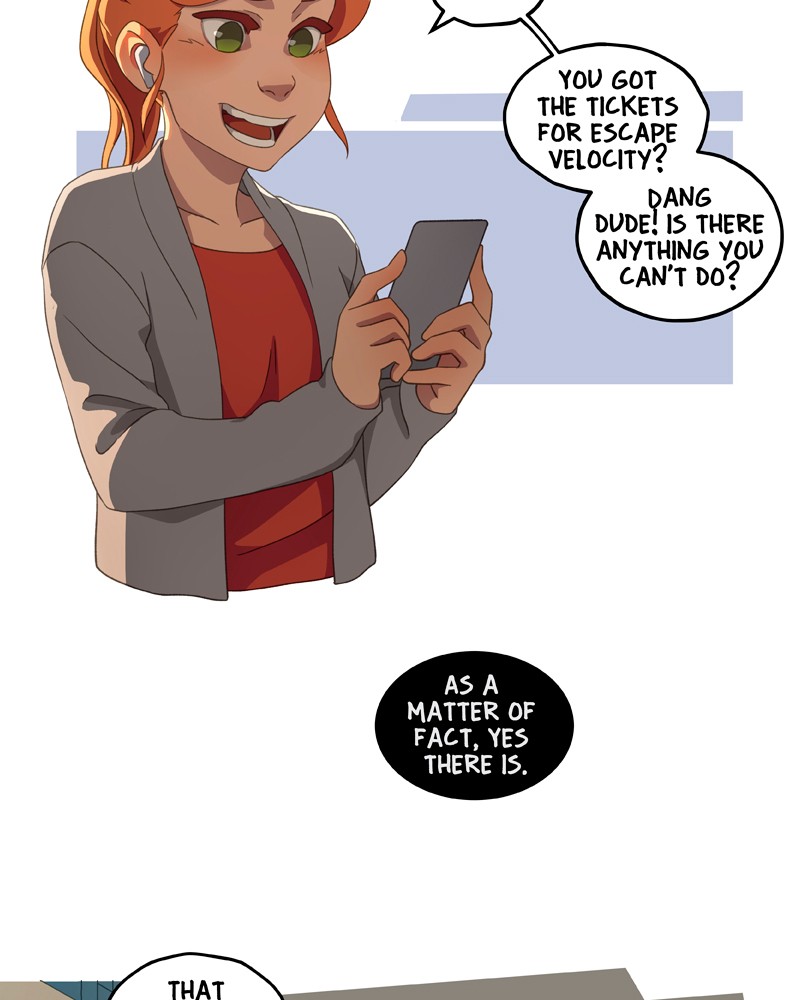 YOU GOT
THE TICKETS
FOR ESCAPE
VELOCITY?
DANG
DUDE! IS THERE
ANYTHING YOU
CAN'T DO?
AS A
MATTER OF
FACT, YES
THERE IS.
THAT